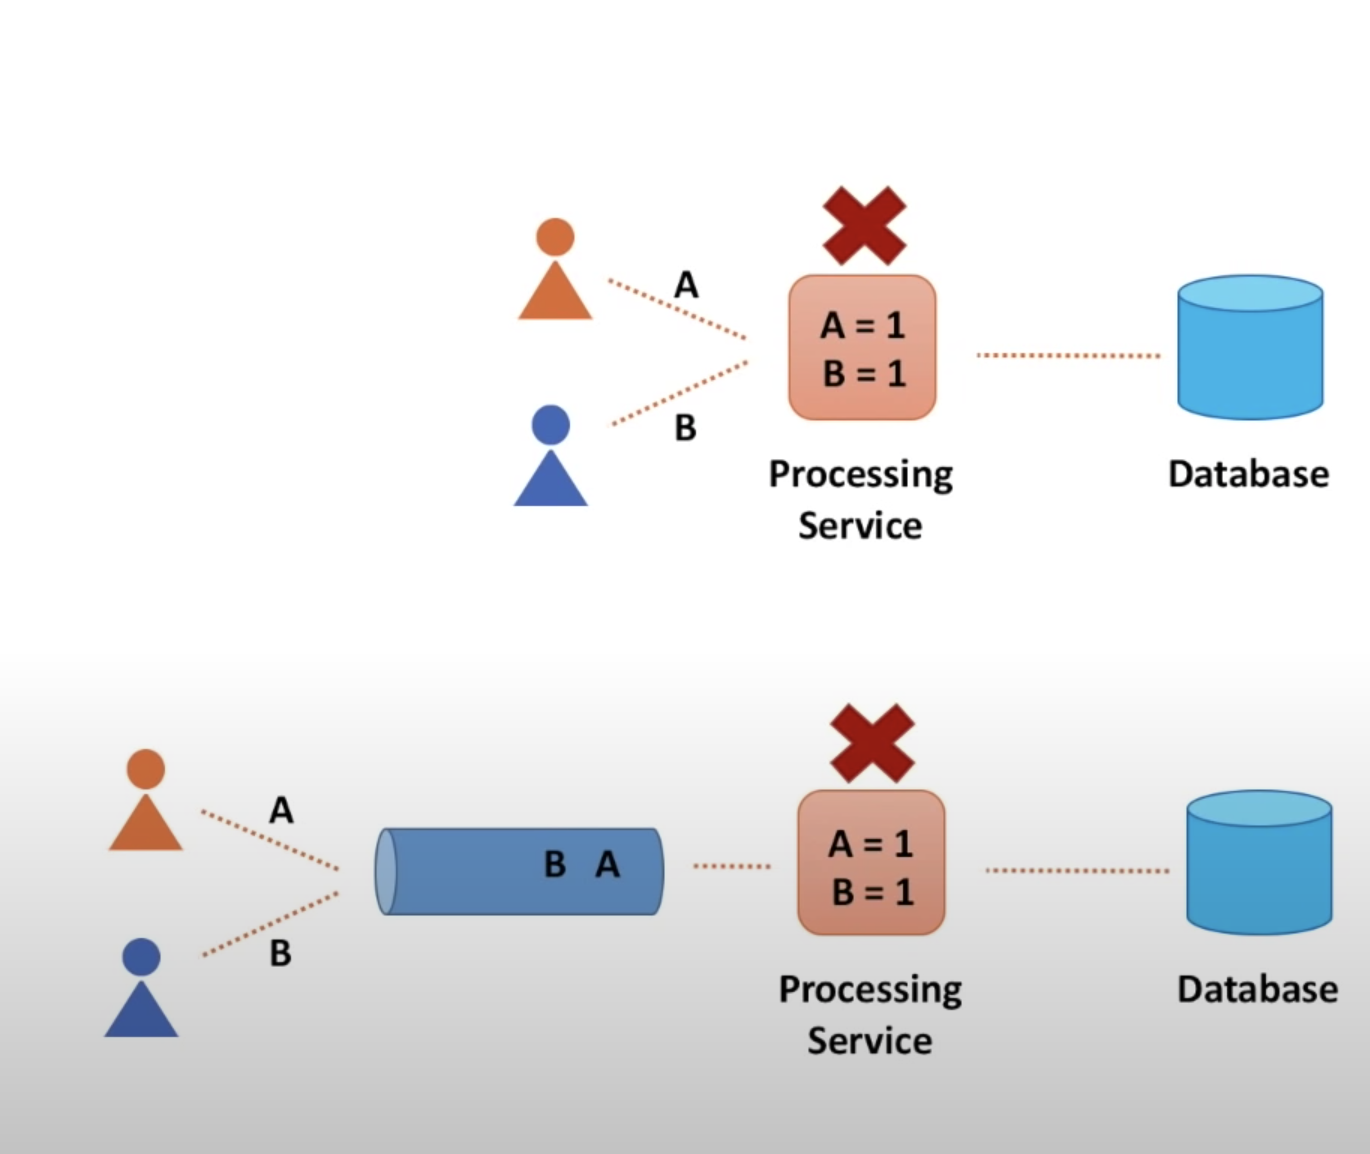 A
B
A = 1
B = 1
Processing
Service
Database
A
B
B A
A = 1
B = 1
Processing
Service
Database